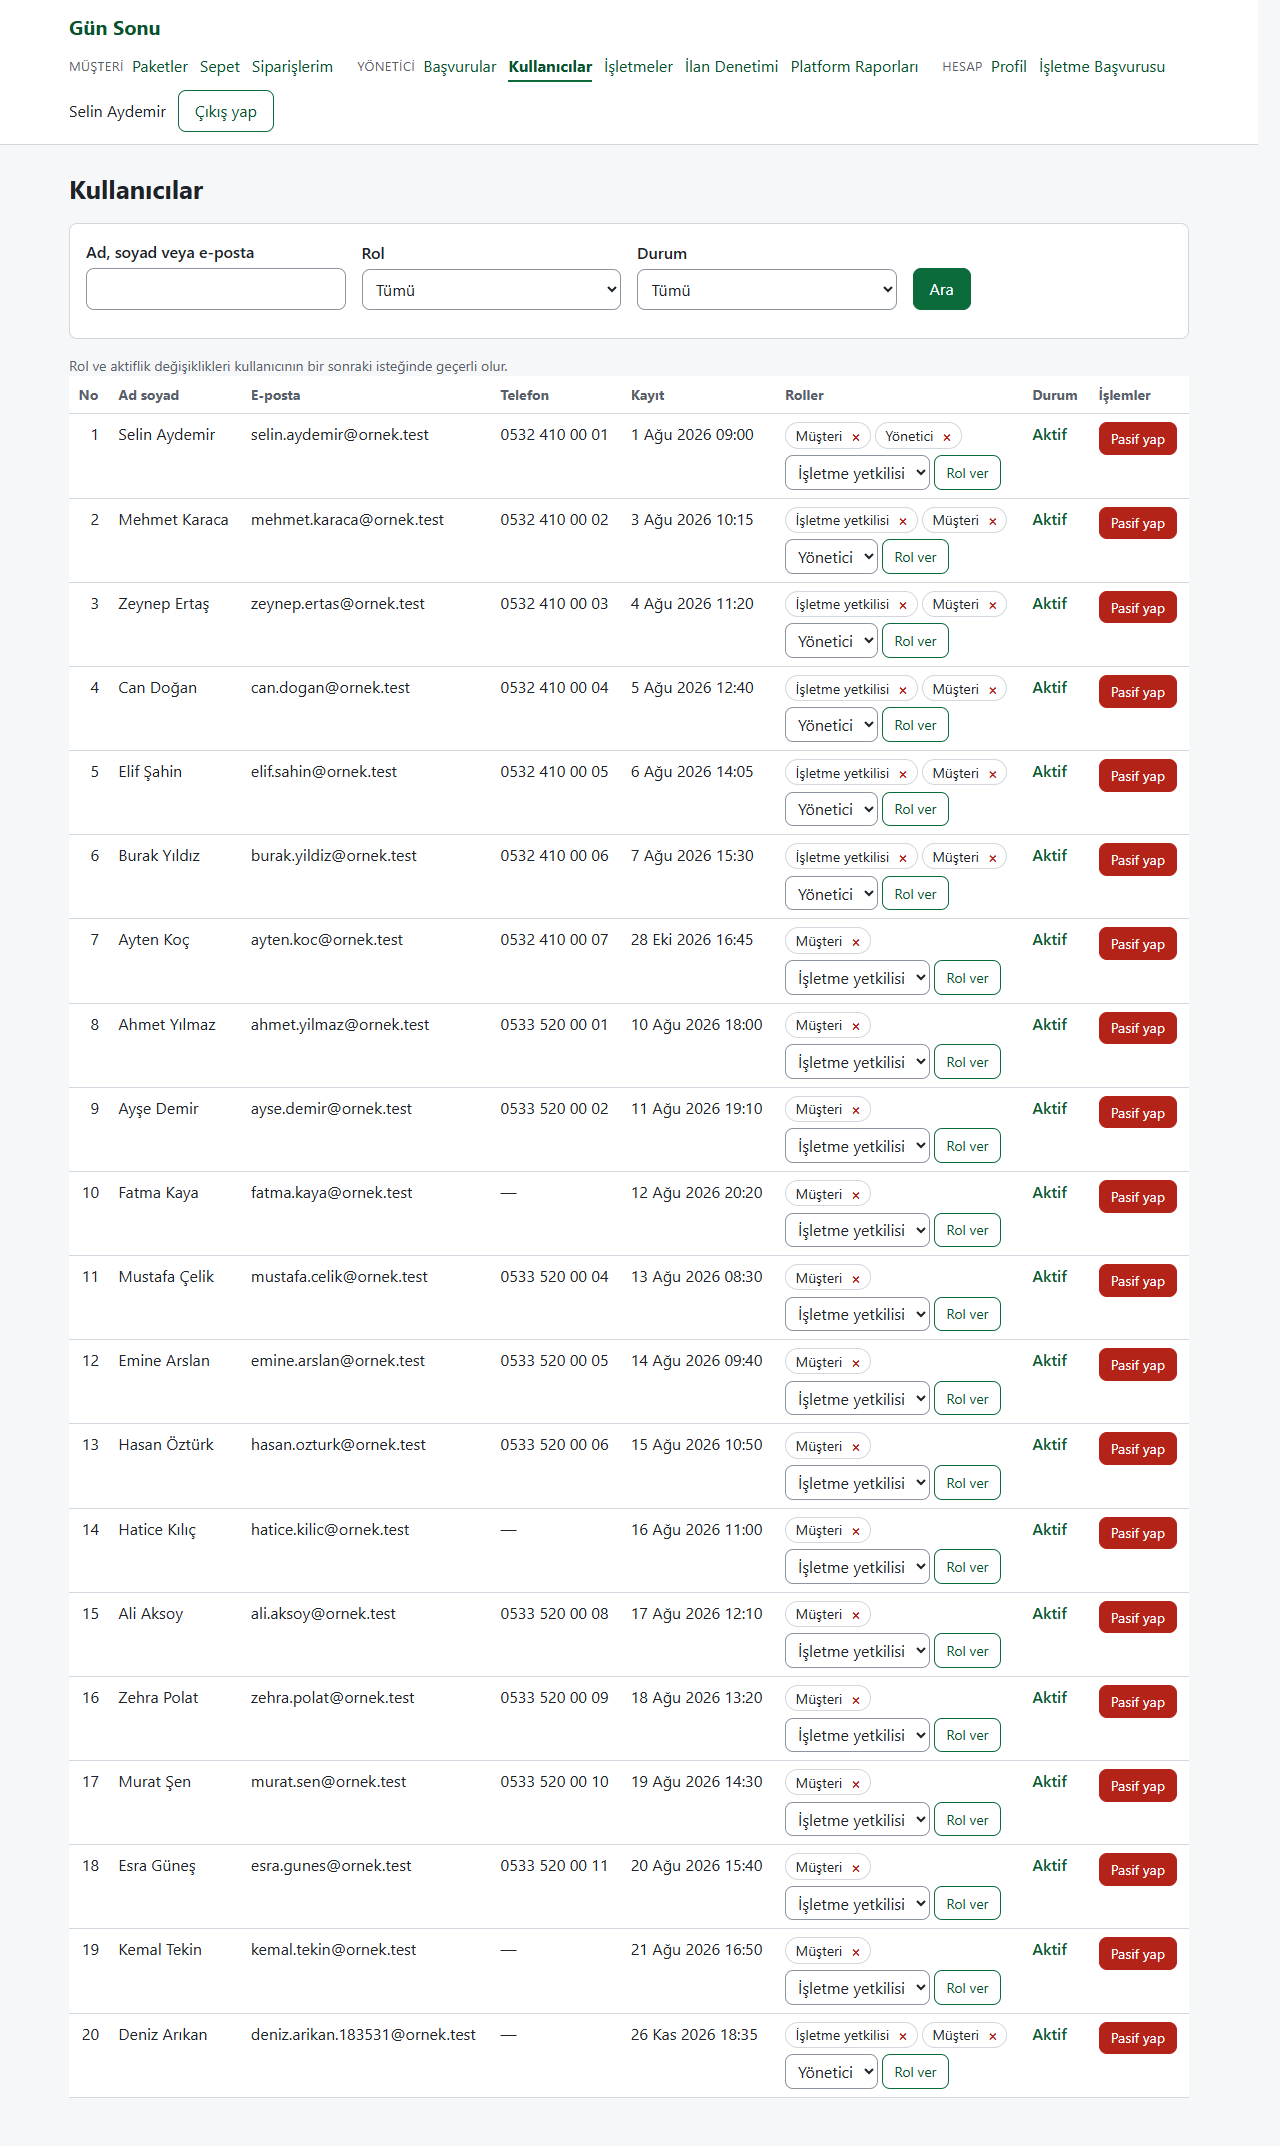 Gün Sonu
MÜŞTERİ Paketler Sepet Siparişlerim YÖNETİCİ Başvurular Kullanıcılar İşletmeler İlan Denetimi Platform Raporları HESAP Profil İşletme Başvurusu
Selin Aydemir Çıkış yap
Kullanıcılar
Ad, soyad veya e-posta Rol Durum
Tümü Tümü Ara
Rol ve aktiflik değişiklikleri kullanıcının bir sonraki isteğinde geçerli olur.
No Ad soyad E-posta Telefon Kayıt Roller Durum İşlemler
1 Selin Aydemir selin.aydemir@ornek.test 0532 410 00 01 1 Ağu 2026 09:00 Müşteri × Yönetici × Aktif Pasif yap
İşletme yetkilisi Rol ver
2 Mehmet Karaca mehmet.karaca@ornek.test 0532 410 00 02 3 Ağu 2026 10:15 İşletme yetkilisi × Müşteri × Aktif Pasif yap
Yönetici Rol ver
3 Zeynep Ertaş zeynep.ertas@ornek.test 0532 410 00 03 4 Ağu 2026 11:20 İşletme yetkilisi × Müşteri × Aktif Pasif yap
Yönetici Rol ver
4 Can Doğan can.dogan@ornek.test 0532 410 00 04 5 Ağu 2026 12:40 İşletme yetkilisi × Müşteri × Aktif Pasif yap
Yönetici Rol ver
5 Elif Şahin elif.sahin@ornek.test 0532 410 00 05 6 Ağu 2026 14:05 İşletme yetkilisi × Müşteri × Aktif Pasif yap
Yönetici Rol ver
6 Burak Yıldız burak.yildiz@ornek.test 0532 410 00 06 7 Ağu 2026 15:30 İşletme yetkilisi × Müşteri × Aktif Pasif yap
Yönetici Rol ver
7 Ayten Koç ayten.koc@ornek.test 0532 410 00 07 28 Eki 2026 16:45 Müşteri × Aktif Pasif yap
İşletme yetkilisi Rol ver
8 Ahmet Yılmaz ahmet.yilmaz@ornek.test 0533 520 00 01 10 Ağu 2026 18:00 Müşteri × Aktif Pasif yap
İşletme yetkilisi Rol ver
9 Ayşe Demir ayse.demir@ornek.test 0533 520 00 02 11 Ağu 2026 19:10 Müşteri × Aktif Pasif yap
İşletme yetkilisi Rol ver
10 Fatma Kaya fatma.kaya@ornek.test — 12 Ağu 2026 20:20 Müşteri × Aktif Pasif yap
İşletme yetkilisi Rol ver
11 Mustafa Çelik mustafa.celik@ornek.test 0533 520 00 04 13 Ağu 2026 08:30 Müşteri × Aktif Pasif yap
İşletme yetkilisi Rol ver
12 Emine Arslan emine.arslan@ornek.test 0533 520 00 05 14 Ağu 2026 09:40 Müşteri × Aktif Pasif yap
İşletme yetkilisi Rol ver
13 Hasan Öztürk hasan.ozturk@ornek.test 0533 520 00 06 15 Ağu 2026 10:50 Müşteri × Aktif Pasif yap
İşletme yetkilisi Rol ver
14 Hatice Kılıç hatice.kilic@ornek.test — 16 Ağu 2026 11:00 Müşteri × Aktif Pasif yap
İşletme yetkilisi Rol ver
15 Ali Aksoy ali.aksoy@ornek.test 0533 520 00 08 17 Ağu 2026 12:10 Müşteri × Aktif Pasif yap
İşletme yetkilisi Rol ver
16 Zehra Polat zehra.polat@ornek.test 0533 520 00 09 18 Ağu 2026 13:20 Müşteri × Aktif Pasif yap
İşletme yetkilisi Rol ver
17 Murat Şen murat.sen@ornek.test 0533 520 00 10 19 Ağu 2026 14:30 Müşteri × Aktif Pasif yap
İşletme yetkilisi Rol ver
18 Esra Güneş esra.gunes@ornek.test 0533 520 00 11 20 Ağu 2026 15:40 Müşteri × Aktif Pasif yap
İşletme yetkilisi Rol ver
19 Kemal Tekin kemal.tekin@ornek.test — 21 Ağu 2026 16:50 Müşteri × Aktif Pasif yap
İşletme yetkilisi Rol ver
20 Deniz Arıkan deniz.arikan.183531@ornek.test — 26 Kas 2026 18:35 İşletme yetkilisi × Müşteri × Aktif Pasif yap
Yönetici Rol ver